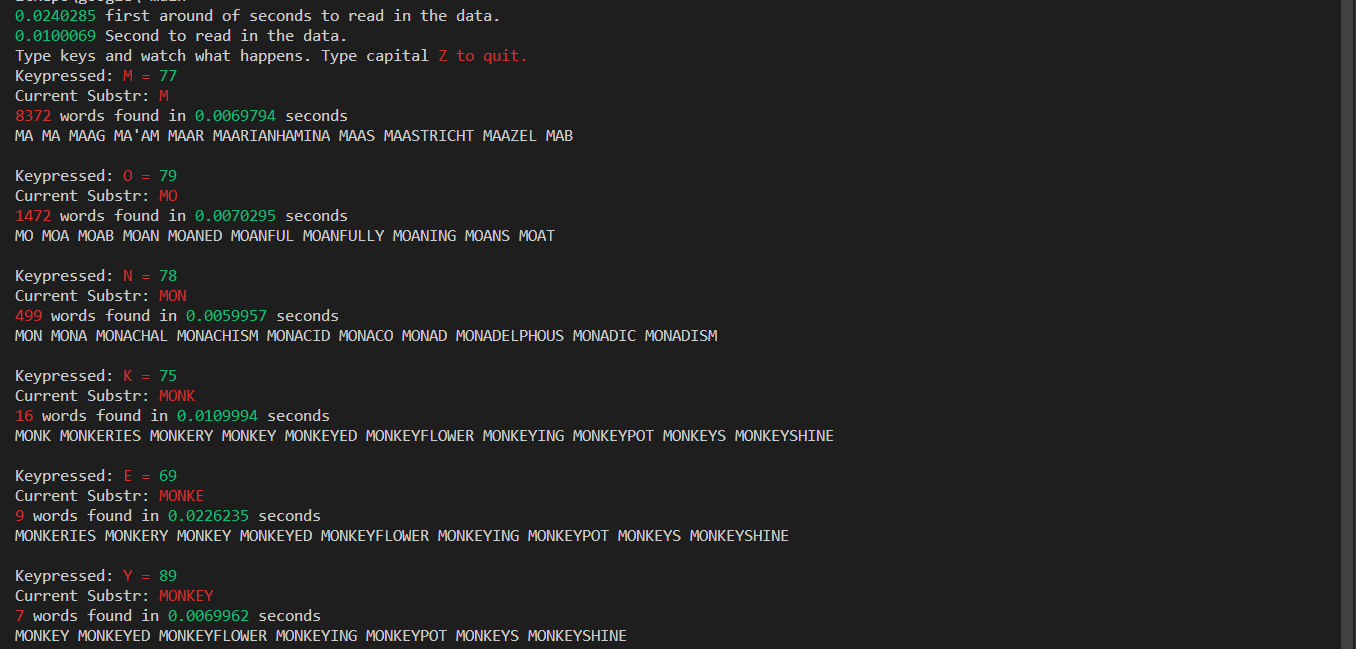 0.0240285 first around of seconds to read in the data.
0.0100069 Second to read in the data.
Type keys and watch what happens. Type capital Z to quit.
Keypressed: M = 77
Current Substr: M
8372 words found in 0.0069794 seconds
MA MA MAAG MA'AM MAAR MAARIANHAMINA MAAS MAASTRICHT MAAZEL MAB
Keypressed: O = 79
Current Substr: MO
1472 words found in 0.0070295 seconds
MO MOA MOAB MOAN MOANED MOANFUL MOANFULLY MOANING MOANS MOAT
Keypressed: N = 78
Current Substr: MON
499 words found in 0.0059957 seconds
MON MONA MONACHAL MONACHISM MONACID MONACO MONAD MONADELPHOUS MONADIC MONADISM
Keypressed: K = 75
Current Substr: MONK
16 words found in 0.0109994 seconds
MONK MONKERIES MONKERY MONKEY MONKEYED MONKEYFLOWER MONKEYING MONKEYPOT MONKEYS MONKEYSHINE
Keypressed: E = 69
Current Substr: MONKE
9 words found in 0.0226235 seconds
MONKERIES MONKERY MONKEY MONKEYED MONKEYFLOWER MONKEYING MONKEYPOT MONKEYS MONKEYSHINE
Keypressed: Y = 89
Current Substr: MONKEY
7 words found in 0.0069962 seconds
MONKEY MONKEYED MONKEYFLOWER MONKEYING MONKEYPOT MONKEYS MONKEYSHINE